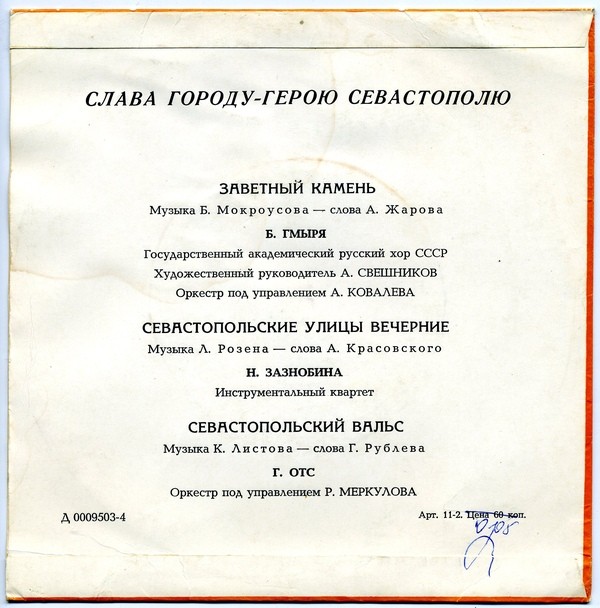 СЛАВА ГОРОДУ-ГЕРОЮ СЕВАСТОПОЛЮ
ЗАВЕТНЫЙ КАМЕНЬ
Музыка Б. Мокроусова — слова А. Жарова
Б. ГМЫРЯ
Государственный академический русский хор СССР
Художественный руководитель А. СВЕШНИКОВ
Оркестр под управлением А. КОВАЛЕВА
СЕВАСТОПОЛЬСКИЕ УЛИЦЫ ВЕЧЕРНИЕ
Музыка Л. Розена — слова А. Красовского
Н. ЗАЗНОБИНА
Инструментальный квартет
СЕВАСТОПОЛЬСКИЙ ВАЛЬС
Музыка К. Листова — слова Г. Рублева
Г. ОТС
Оркестр под управлением Р. МЕРКУЛОВА
Д 0009503-4
Арт. 11-2. Цена 60 коп.